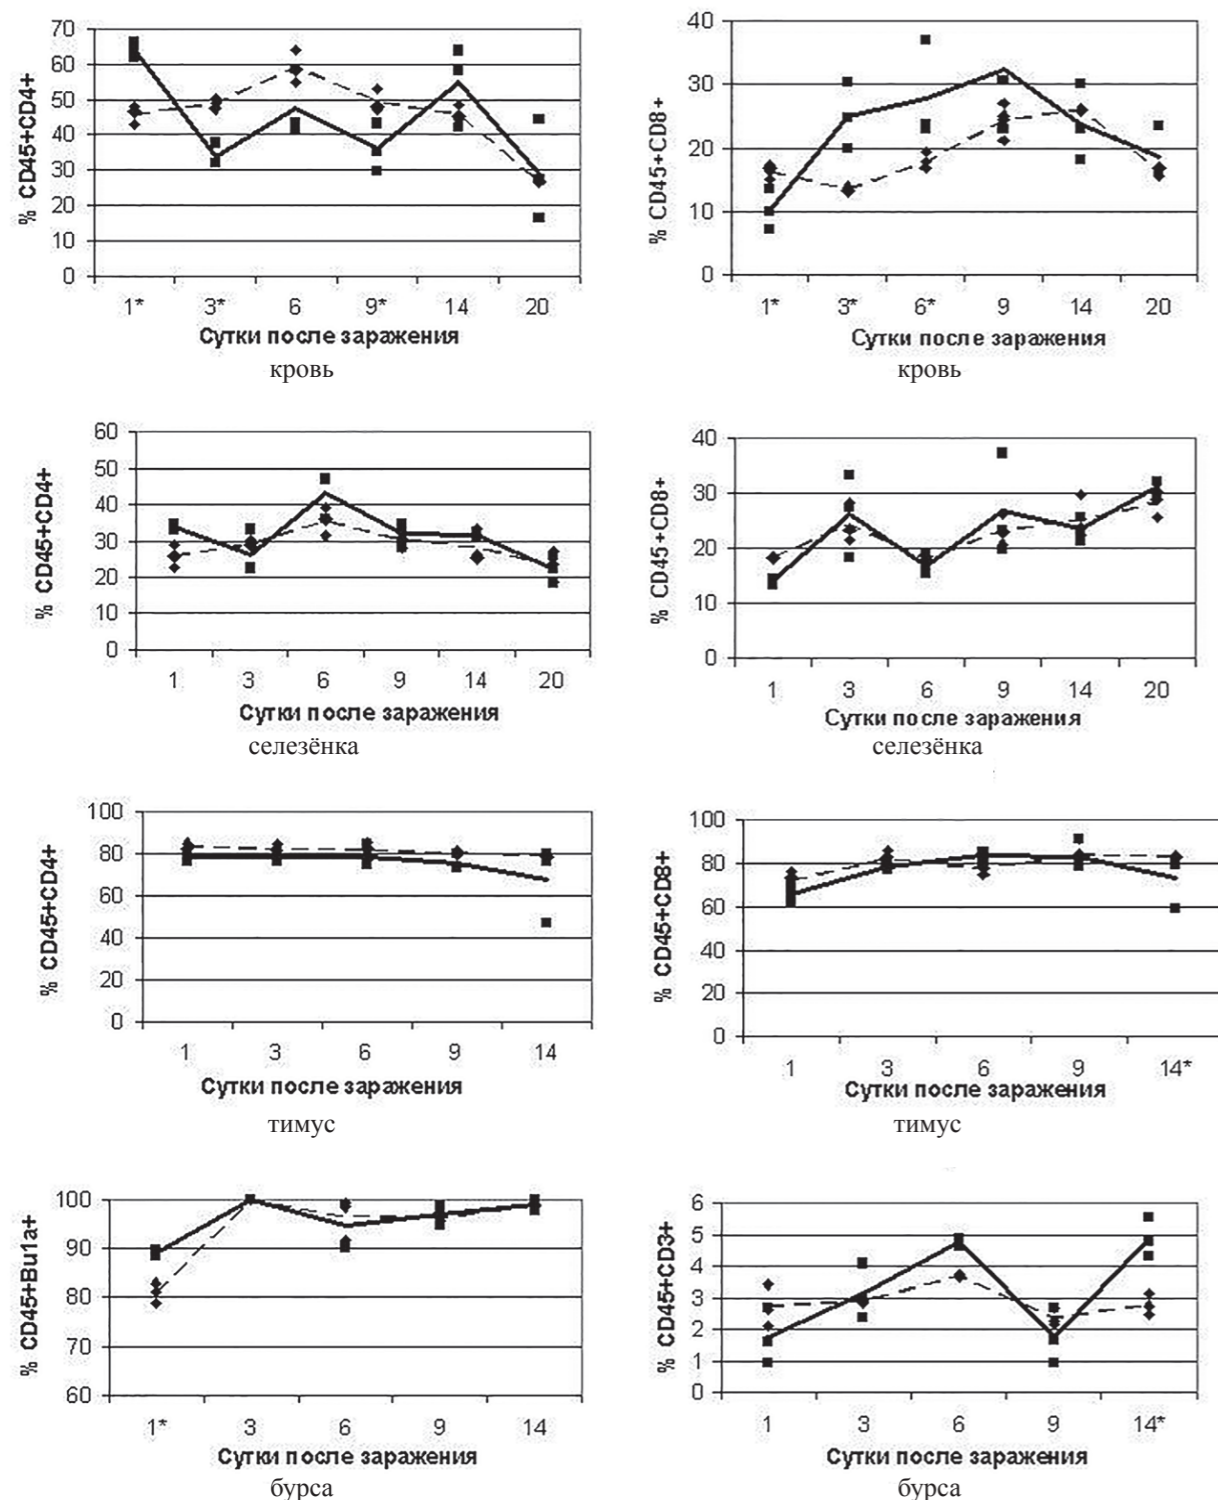 % CD45+CD4+
70
60
50
40
30
20
10
0
1* 3* 6 9* 14 20
Сутки после заражения
кровь
% CD45+CD8+
40
30
20
10
0
1* 3* 6* 9 14 20
Сутки после заражения
кровь
% CD45+CD4+
60
50
40
30
20
10
0
1 3 6 9 14 20
Сутки после заражения
селезёнка
% CD45+CD8+
40
30
20
10
0
1 3 6 9 14 20
Сутки после заражения
селезёнка
% CD45+CD4+
100
80
60
40
20
0
1 3 6 9 14
Сутки после заражения
тимус
% CD45+CD8+
100
80
60
40
20
0
1 3 6 9 14*
Сутки после заражения
тимус
% CD45+Bu1a+
100
90
80
70
60
1* 3 6 9 14
Сутки после заражения
бурса
% CD45+CD3+
6
5
4
3
2
1
0
1 3 6 9 14*
Сутки после заражения
бурса